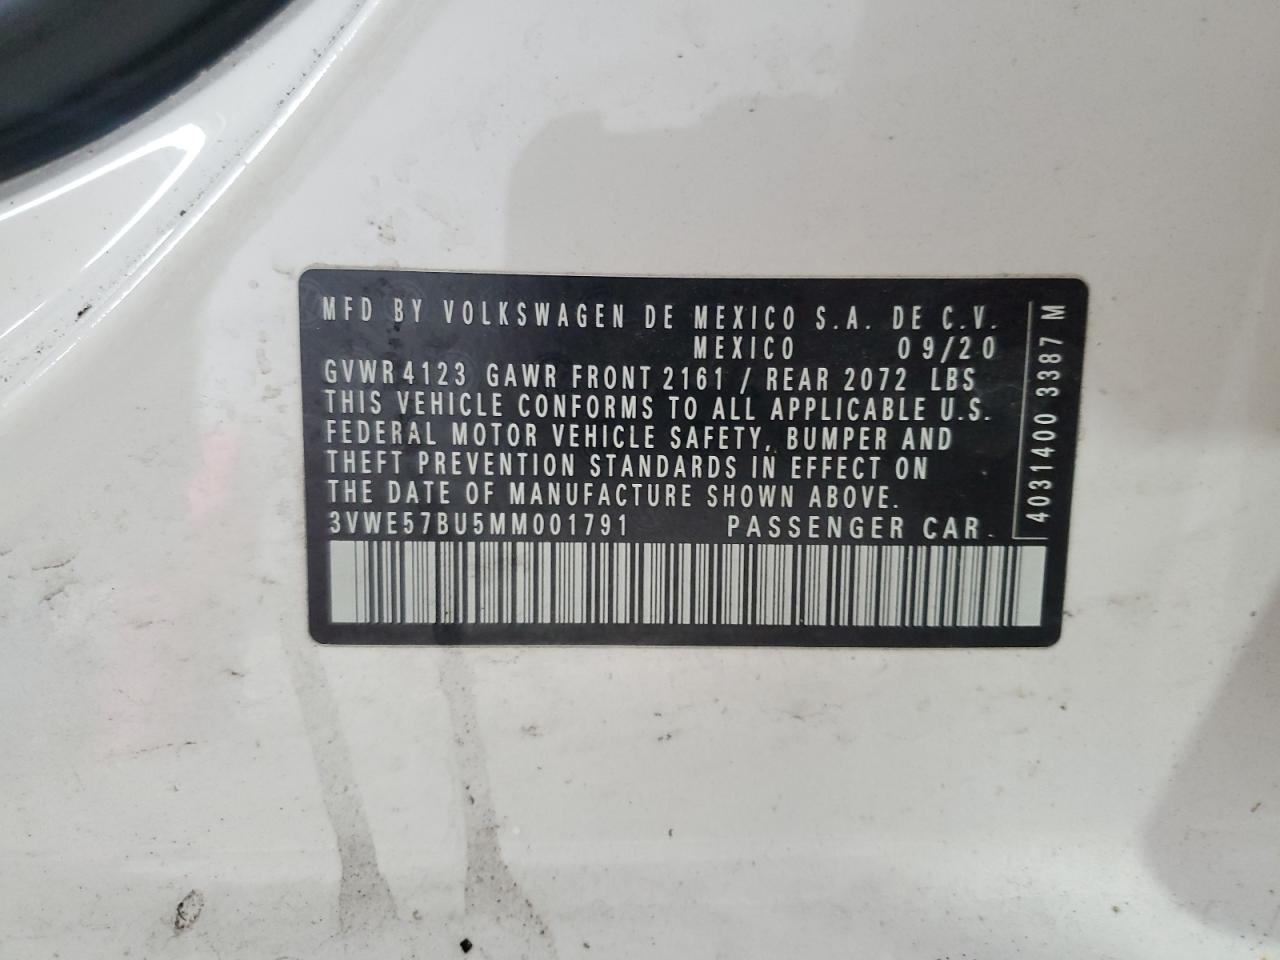 MFD BY VOLKSWAGEN DE MEXICO S.A. DE C.V.
MEXICO 09/20
GVWR 4123 GAWR FRONT 2161 / REAR 2072 LBS
THIS VEHICLE CONFORMS TO ALL APPLICABLE U.S.
FEDERAL MOTOR VEHICLE SAFETY, BUMPER AND
THEFT PREVENTION STANDARDS IN EFFECT ON
THE DATE OF MANUFACTURE SHOWN ABOVE.
3VWE57BU5MM001791 PASSENGER CAR
4031400 3387 M